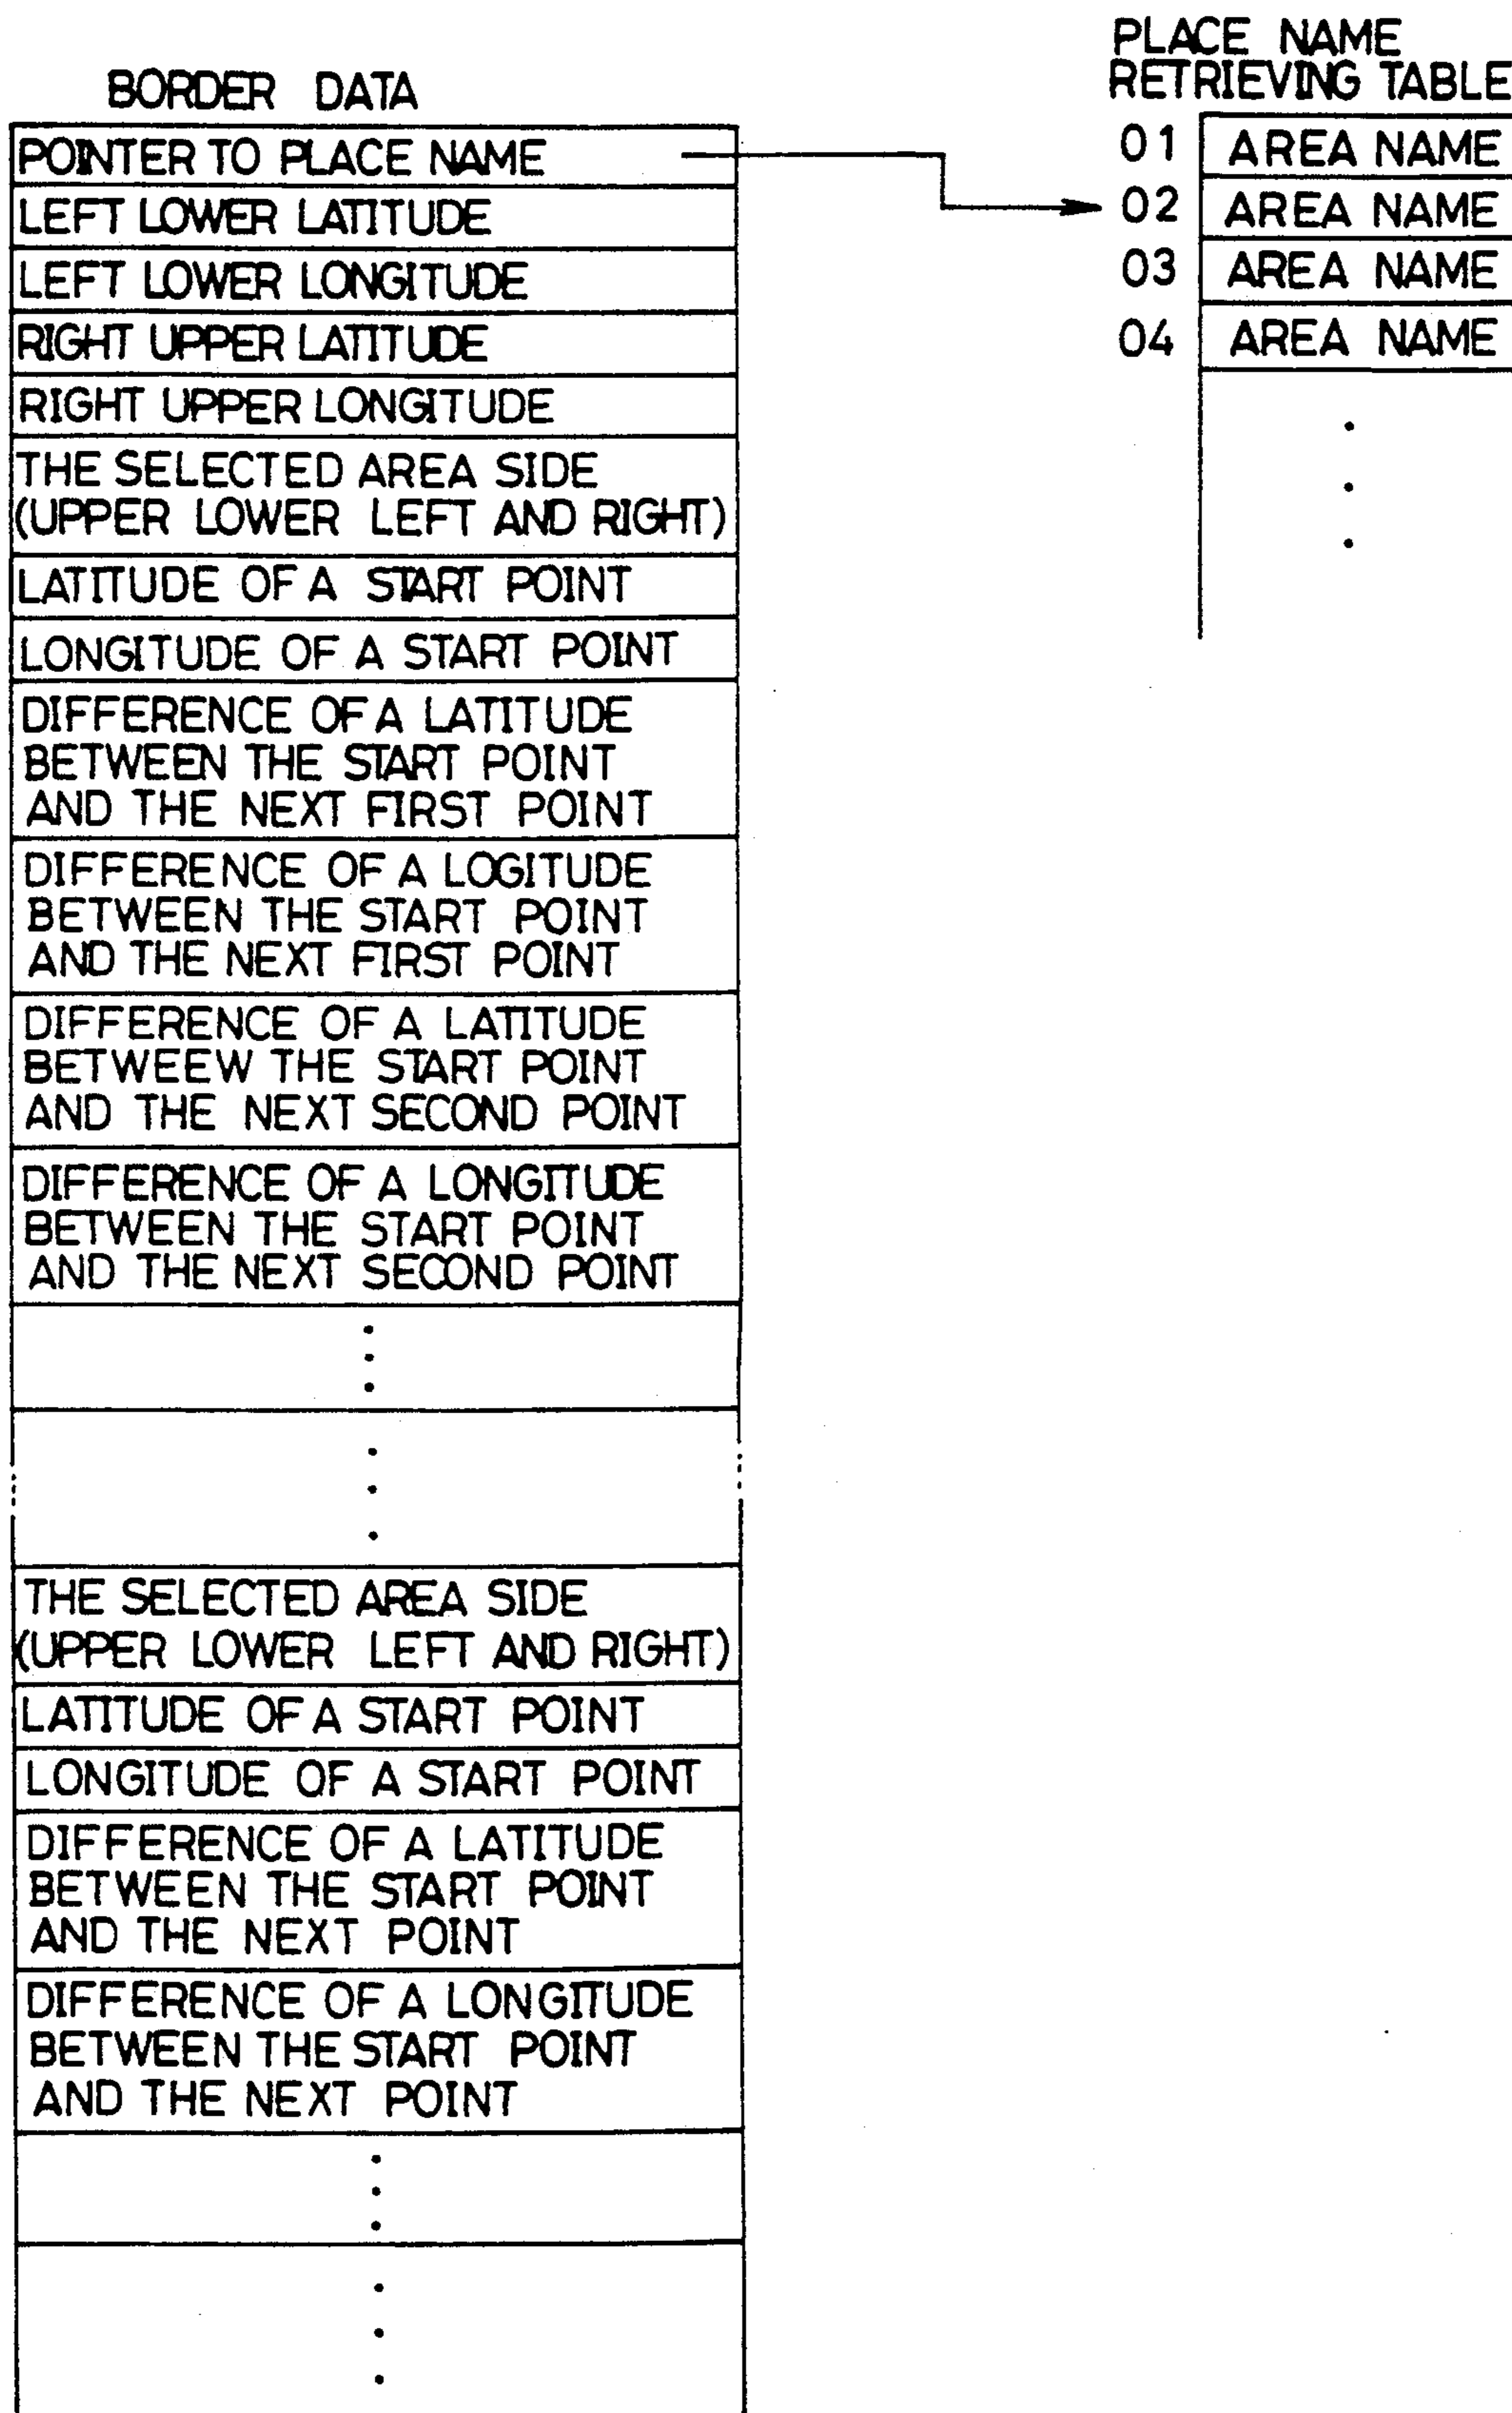 BORDER DATA
POINTER TO PLACE NAME
LEFT LOWER LATITUDE
LEFT LOWER LONGITUDE
RIGHT UPPER LATITUDE
RIGHT UPPER LONGITUDE
THE SELECTED AREA SIDE
(UPPER LOWER LEFT AND RIGHT)
LATITUDE OF A START POINT
LONGITUDE OF A START POINT
DIFFERENCE OF A LATITUDE
BETWEEN THE START POINT
AND THE NEXT FIRST POINT
DIFFERENCE OF A LOGITUDE
BETWEEN THE START POINT
AND THE NEXT FIRST POINT
DIFFERENCE OF A LATITUDE
BETWEEW THE START POINT
AND THE NEXT SECOND POINT
DIFFERENCE OF A LONGITUDE
BETWEEN THE START POINT
AND THE NEXT SECOND POINT
THE SELECTED AREA SIDE
(UPPER LOWER LEFT AND RIGHT)
LATITUDE OF A START POINT
LONGITUDE OF A START POINT
DIFFERENCE OF A LATITUDE
BETWEEN THE START POINT
AND THE NEXT POINT
DIFFERENCE OF A LONGITUDE
BETWEEN THE START POINT
AND THE NEXT POINT
PLACE NAME
RETRIEVING TABLE
01 AREA NAME
02 AREA NAME
03 AREA NAME
04 AREA NAME